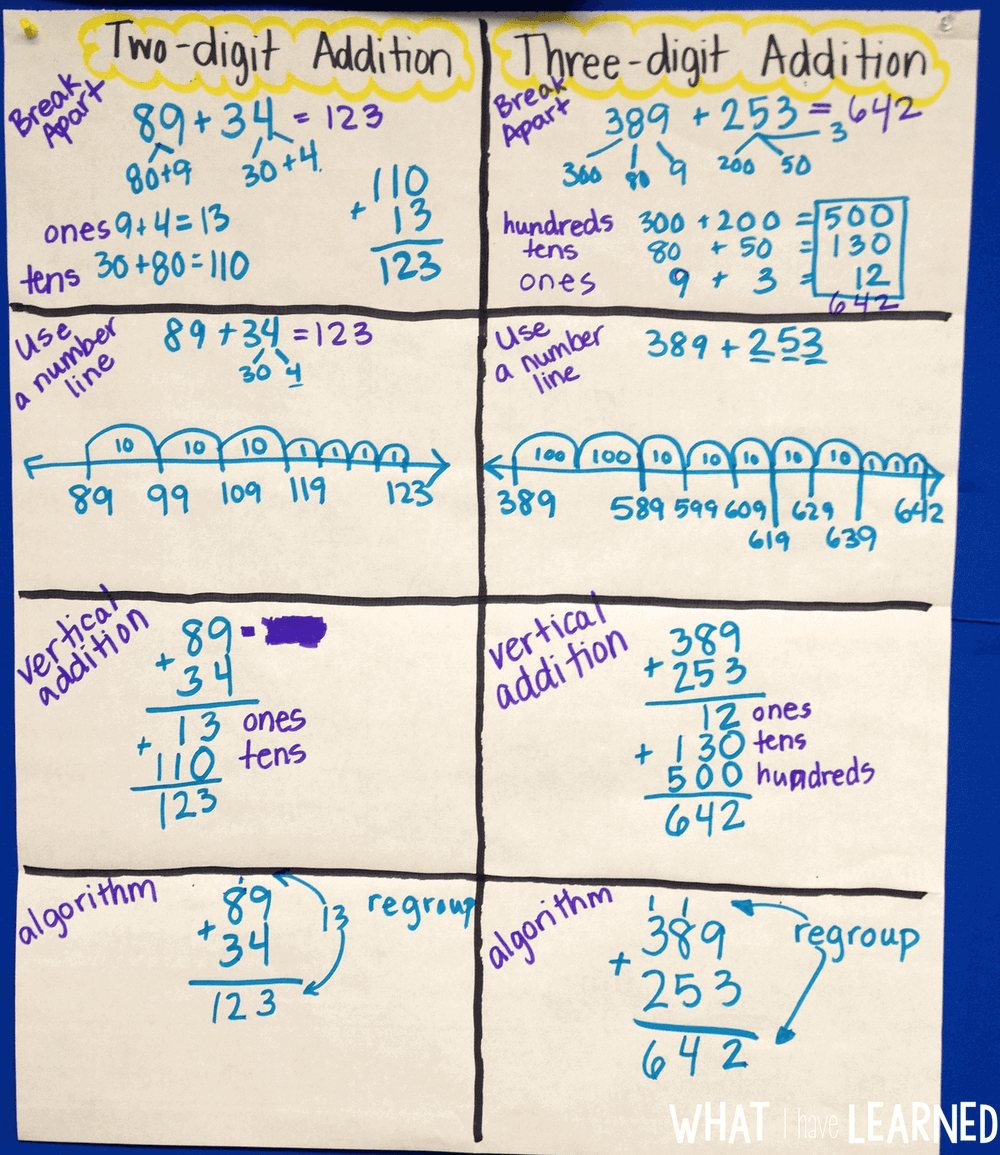 Two-digit Addition
Break Apart
89 + 34 = 123
80+9 30+4
110
+ 13
123
ones 9+4=13
tens 30+80=110
Use a number line
89 + 34 = 123
30 4
10 10 10 1 1 1 1
89 99 109 119 123
vertical addition
89 =
+ 34
13 ones
+ 110 tens
123
algorithm
1
89
+ 34
123
13
regroup
Three-digit Addition
Break Apart
389 + 253 = 642
300 80 9 200 50 3
hundreds 300 + 200 = 500
tens 80 + 50 = 130
ones 9 + 3 = 12
642
Use a number line
389 + 253
100 100 10 10 10 10 10 1 1 1
389 589 599 609 619 629 639 642
vertical addition
389
+ 253
12 ones
+ 130 tens
500 hundreds
642
algorithm
1 1
389
+ 253
642
regroup
WHAT I have LEARNED